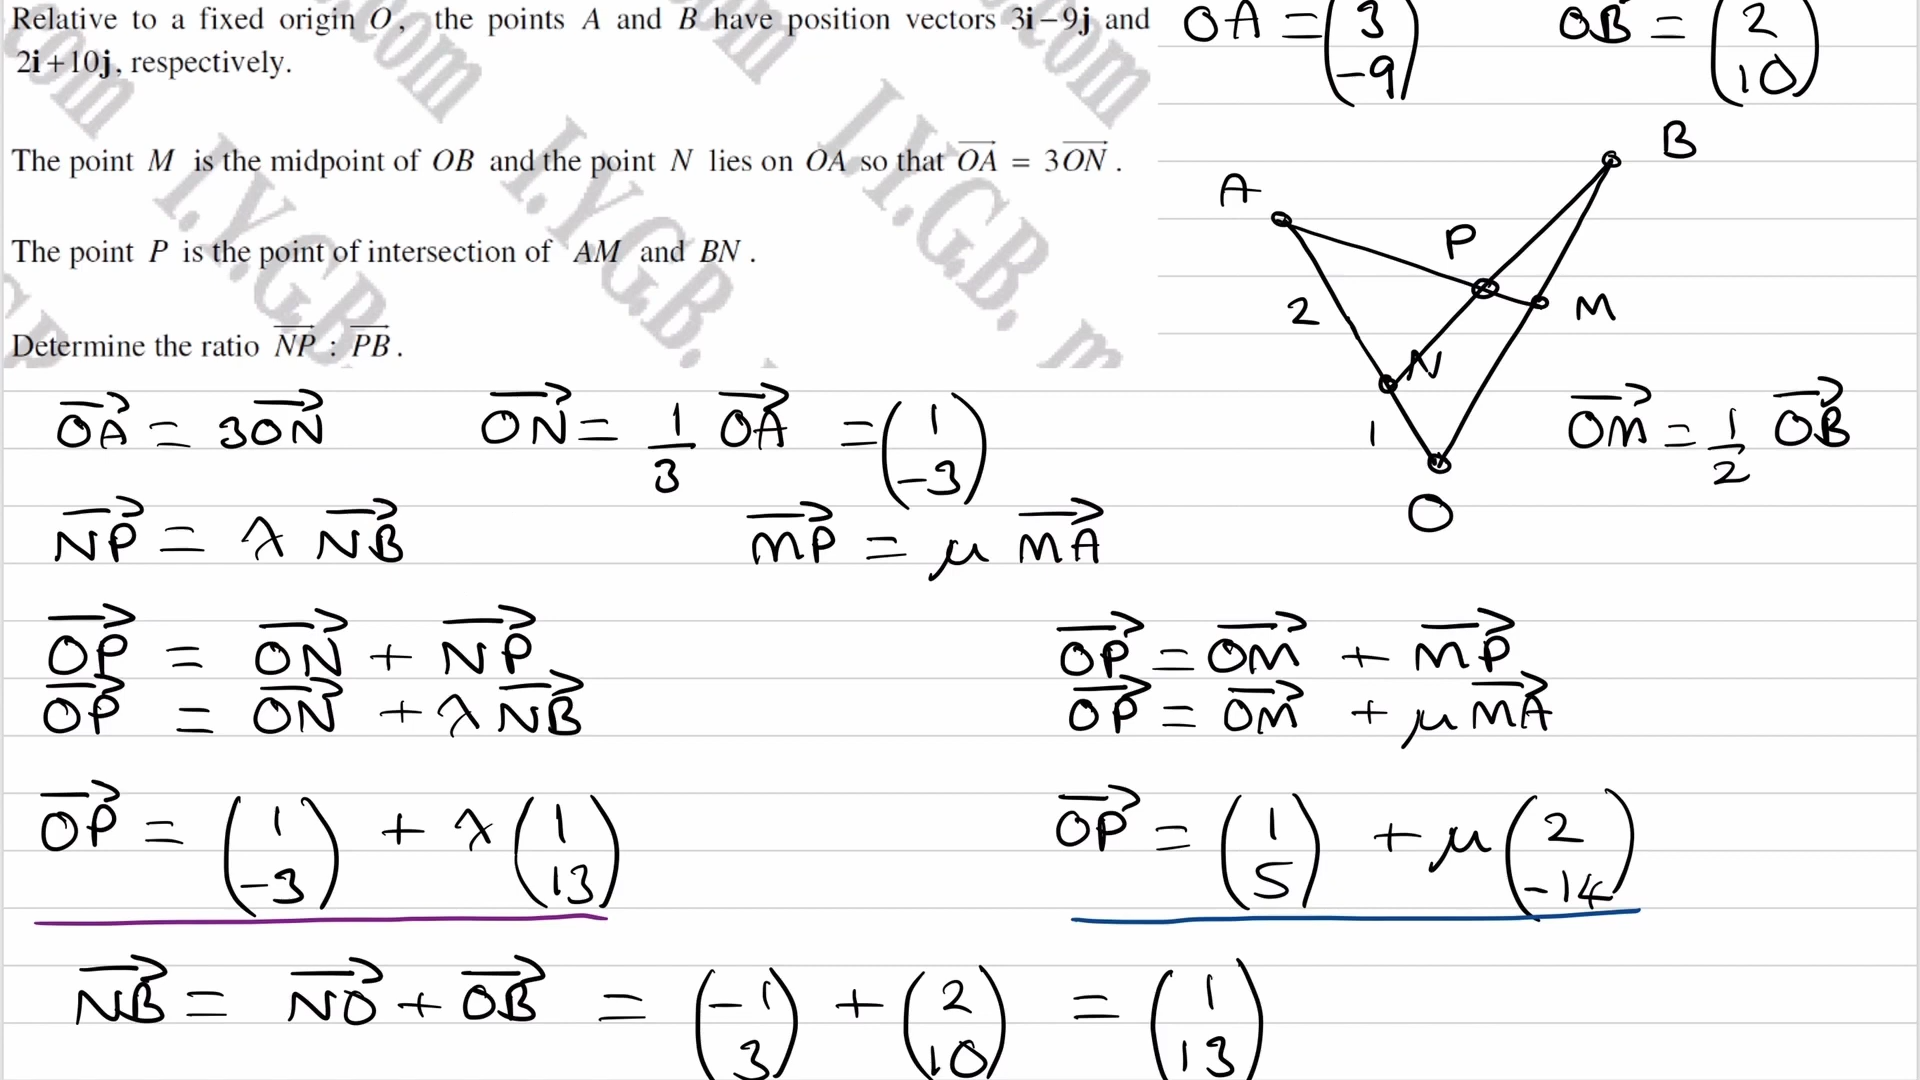 Relative to a fixed origin O, the points A and B have position vectors 3i−9j and
2i+10j, respectively.
The point M is the midpoint of OB and the point N lies on OA so that OA⃗ = 3ON⃗.
The point P is the point of intersection of AM and BN.
Determine the ratio NP⃗ : PB⃗.
OA = (3 −9) OB = (2 10)
A
B
P
M
2
N
1
O
OA⃗ = 3ON⃗ ON⃗ = 1/3 OA⃗ = (1 −3) OM⃗ = 1/2 OB⃗
NP⃗ = λ NB⃗ MP⃗ = μ MA⃗
OP⃗ = ON⃗ + NP⃗ OP⃗ = OM⃗ + MP⃗
OP⃗ = ON⃗ + λ NB⃗ OP⃗ = OM⃗ + μ MA⃗
OP⃗ = (1 −3) + λ (1 13) OP⃗ = (1 5) + μ (2 −14)
NB⃗ = NO⃗ + OB⃗ = (−1 3) + (2 10) = (1 13)
I.Y.G.B.
I.Y.G.B.
I.Y.G.B.